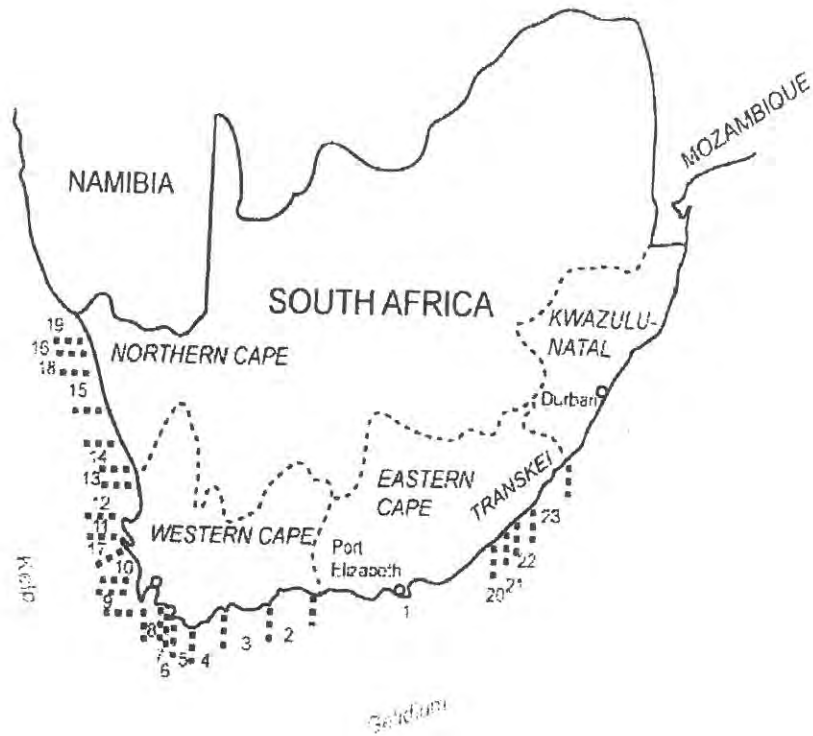 MOZAMBIQUE
NAMIBIA
SOUTH AFRICA
KWAZULU-
NATAL
NORTHERN CAPE
19
16
18
15
Durban
14
13
EASTERN
CAPE
TRANSKEI
12
11
WESTERN CAPE
17
10
Port
Elizabeth
23
22
21
20
Kelp
9
8
7
6
5
4
3
2
1
Gelidium